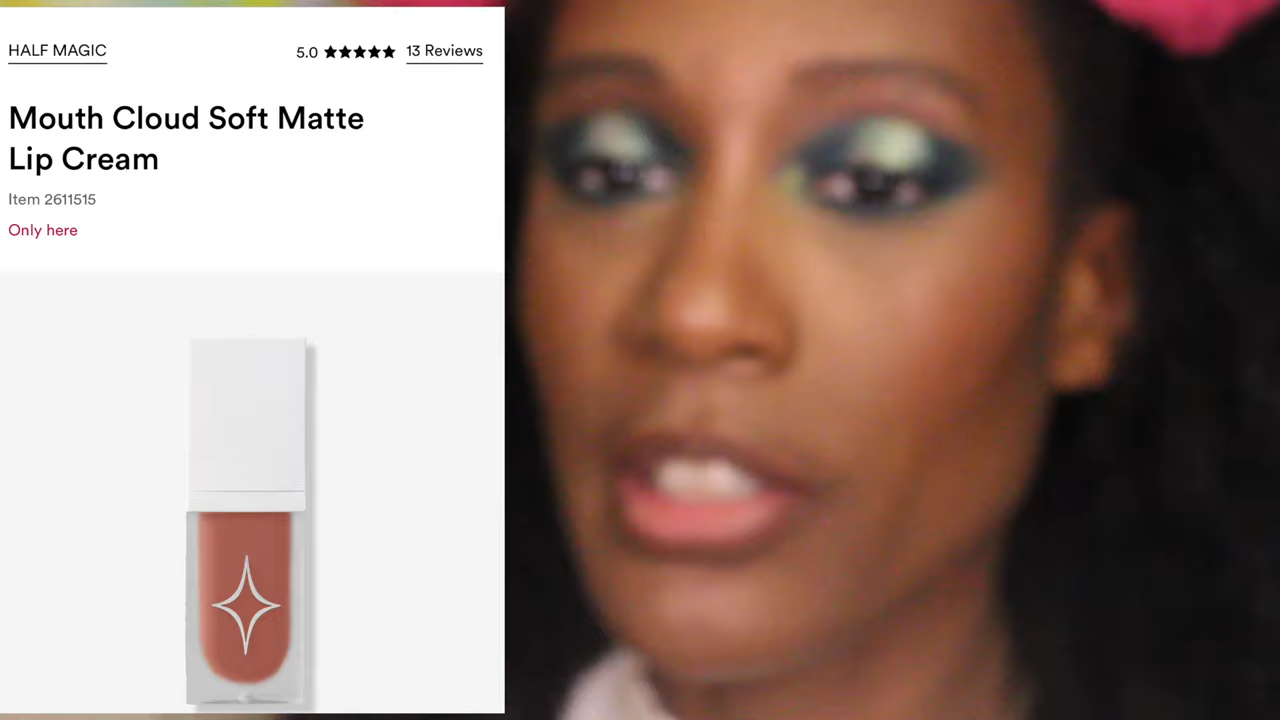 HALF MAGIC
5.0 ★★★★★ 13 Reviews
Mouth Cloud Soft Matte
Lip Cream
Item 2611515
Only here